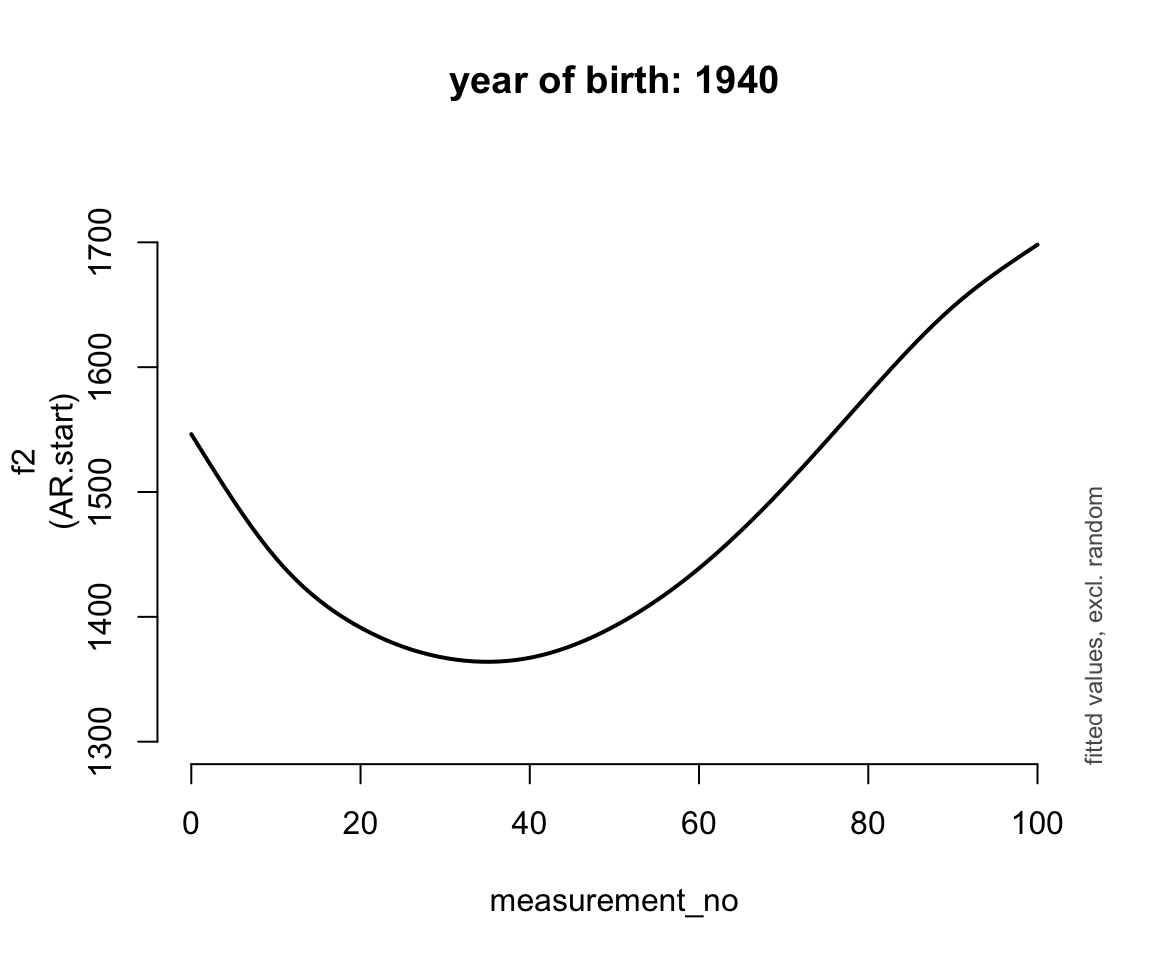 year of birth: 1940
f2
(AR.start)
1700
1600
1500
1400
1300
0 20 40 60 80 100
measurement_no
fitted values, excl. random